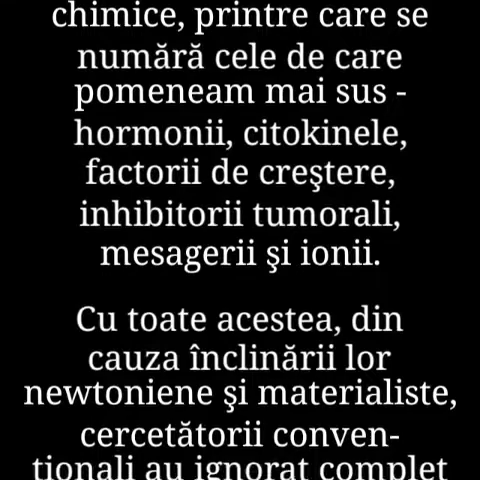 chimice, printre care se
numără cele de care
pomeneam mai sus -
hormonii, citokinele,
factorii de creştere,
inhibitorii tumorali,
mesagerii şi ionii.
Cu toate acestea, din
cauza înclinării lor
newtoniene şi materialiste,
cercetătorii conven-
ţionali au ignorat complet